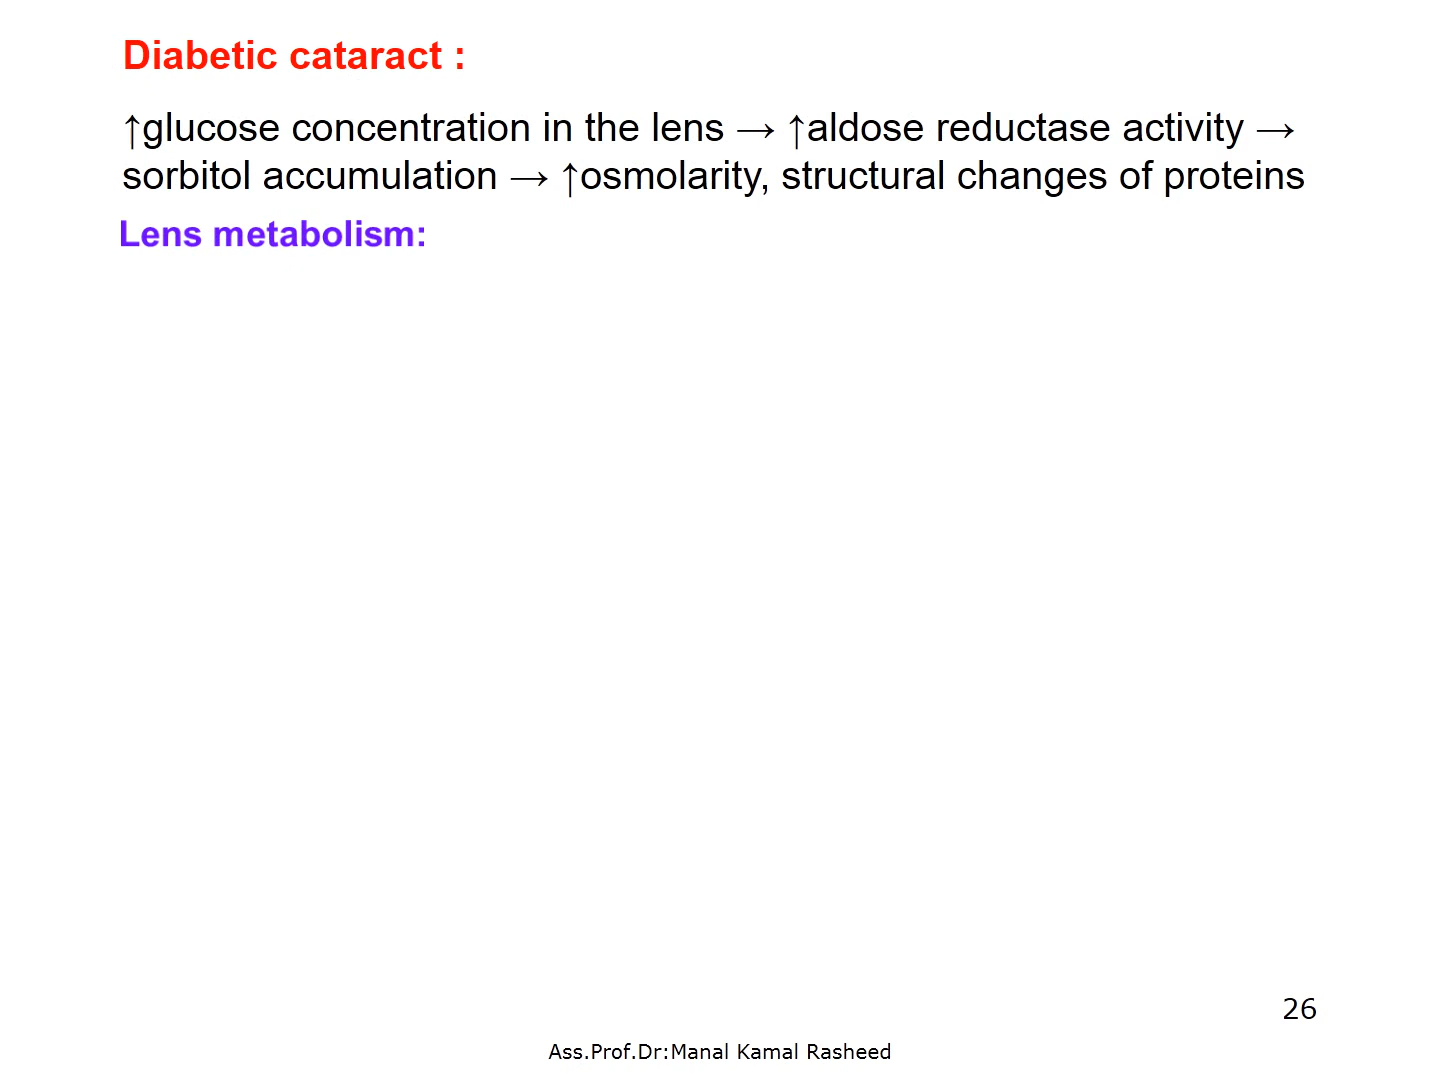 Diabetic cataract :
↑glucose concentration in the lens → ↑aldose reductase activity →
sorbitol accumulation → ↑osmolarity, structural changes of proteins
Lens metabolism:
26
Ass.Prof.Dr:Manal Kamal Rasheed